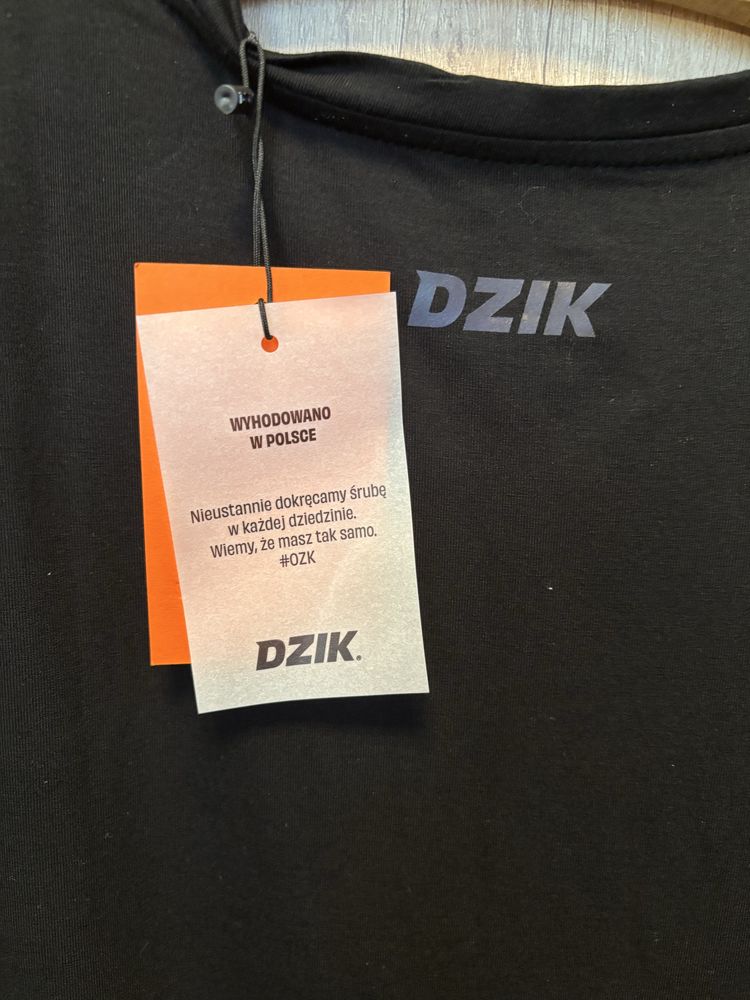 DZIK
WYHODOWANO
W POLSCE
Nieustannie dokręcamy śrubę
w każdej dziedzinie.
Wiemy, że masz tak samo.
#OZK
DZIK®